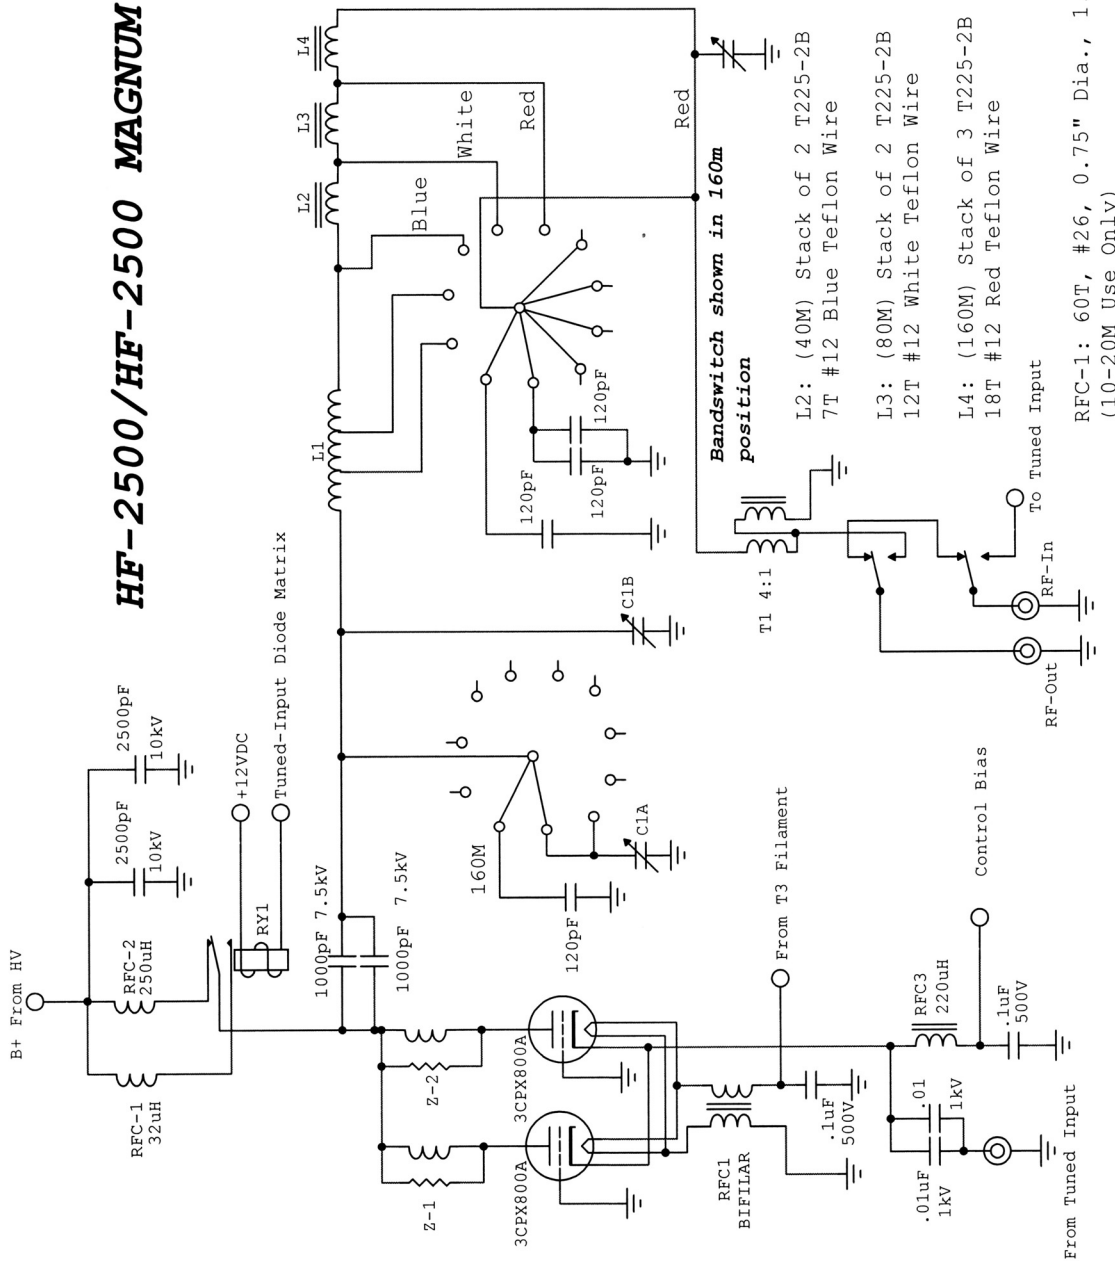 HF-2500/HF-2500 MAGNUM
B+ From HV
RFC-1
32uH
RFC-2
250uH
2500pF
10kV
2500pF
10kV
RY1
+12VDC
Tuned-Input Diode Matrix
1000pF 7.5kV
1000pF 7.5kV
160M
120pF
C1A
C1B
L1
L2
L3
L4
Blue
White
Red
Red
120pF
120pF
120pF
Bandswitch shown in 160m
position
T1 4:1
L2: (40M) Stack of 2 T225-2B
7T #12 Blue Teflon Wire
L3: (80M) Stack of 2 T225-2B
12T #12 White Teflon Wire
L4: (160M) Stack of 3 T225-2B
18T #12 Red Teflon Wire
RFC-1: 60T, #26, 0.75" Dia.,
(10-20M Use Only)
To Tuned Input
RF-In
RF-Out
Z-1
Z-2
3CPX800A
3CPX800A
RFC1
BIFILAR
From T3 Filament
.1uF
500V
RFC3
220uH
Control Bias
.1uF
500V
.01
1kV
.01uF
1kV
From Tuned Input